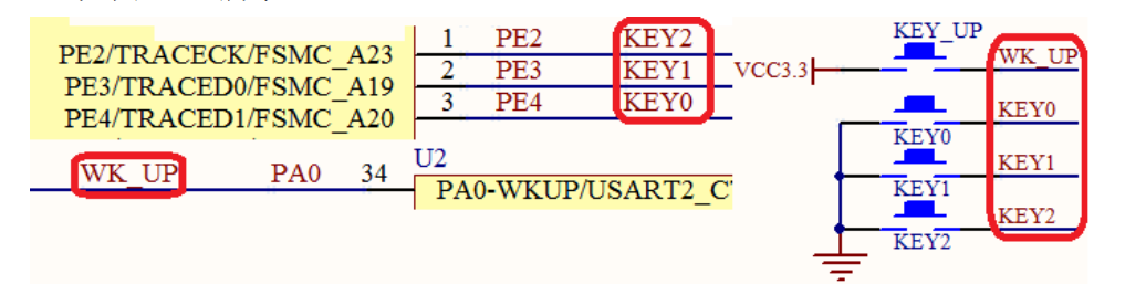 PE2/TRACECK/FSMC_A23
PE3/TRACED0/FSMC_A19
PE4/TRACED1/FSMC_A20
1 PE2 KEY2
2 PE3 KEY1
3 PE4 KEY0
WK_UP PA0 34
U2
PA0-WKUP/USART2_C
VCC3.3
KEY_UP
WK_UP
KEY0
KEY0
KEY1
KEY1
KEY2
KEY2